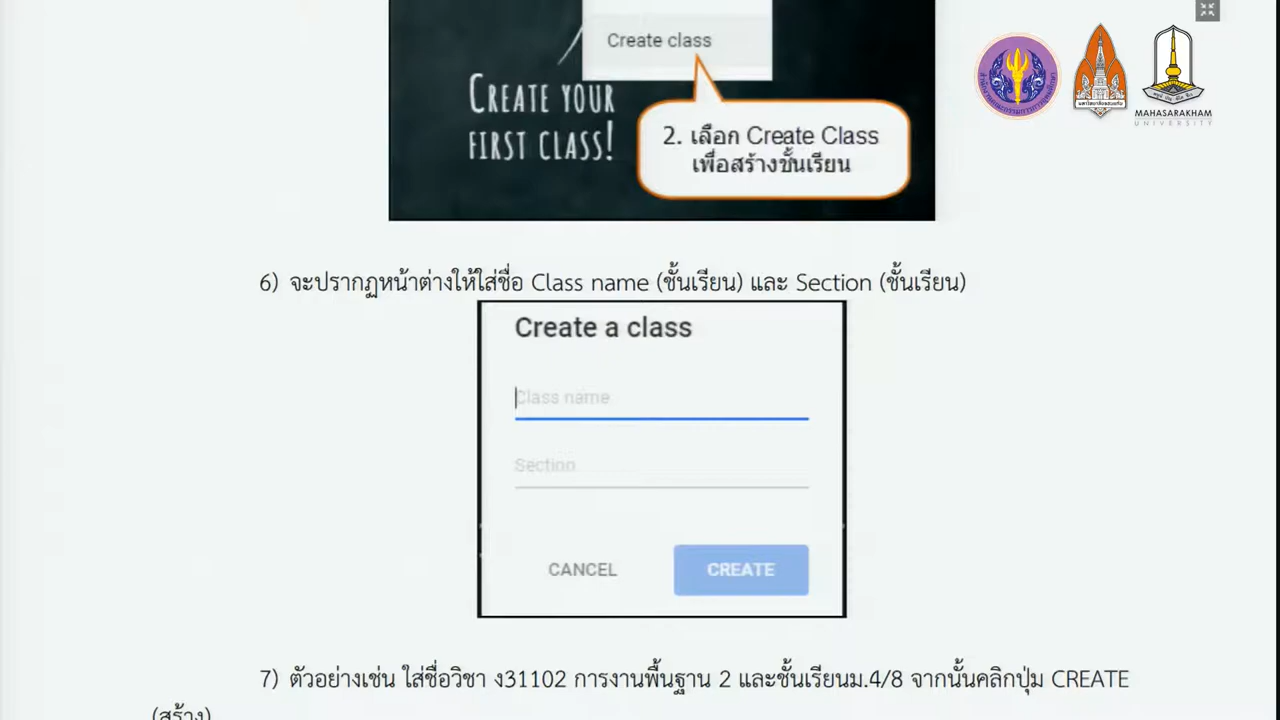 Create class
CREATE YOUR
FIRST CLASS!
2. เลือก Create Class
เพื่อสร้างชั้นเรียน
MAHASARAKHAM
UNIVERSITY
6) จะปรากฏหน้าต่างให้ใส่ชื่อ Class name (ชั้นเรียน) และ Section (ชั้นเรียน)
Create a class
Class name
Section
CANCEL
CREATE
7) ตัวอย่างเช่น ใส่ชื่อวิชา ง31102 การงานพื้นฐาน 2 และชั้นเรียนม.4/8 จากนั้นคลิกปุ่ม CREATE
(สร้าง)